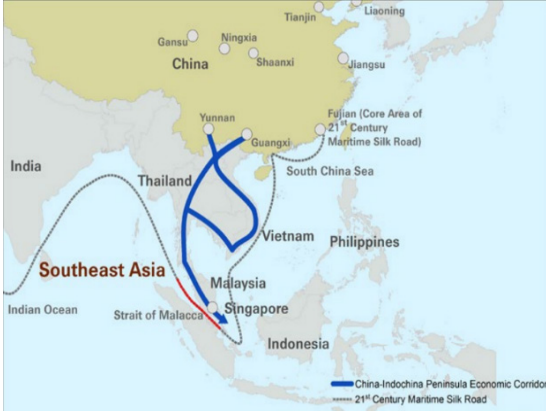 Tianjin
Liaoning
Gansu
Ningxia
Shaanxi
China
Jiangsu
Yunnan
Guangxi
Fujian (Core Area of
21st Century
Maritime Silk Road)
India
Thailand
South China Sea
Vietnam
Philippines
Southeast Asia
Malaysia
Indian Ocean
Strait of Malacca
Singapore
Indonesia
China-Indochina Peninsula Economic Corrido
21st Century Maritime Silk Road